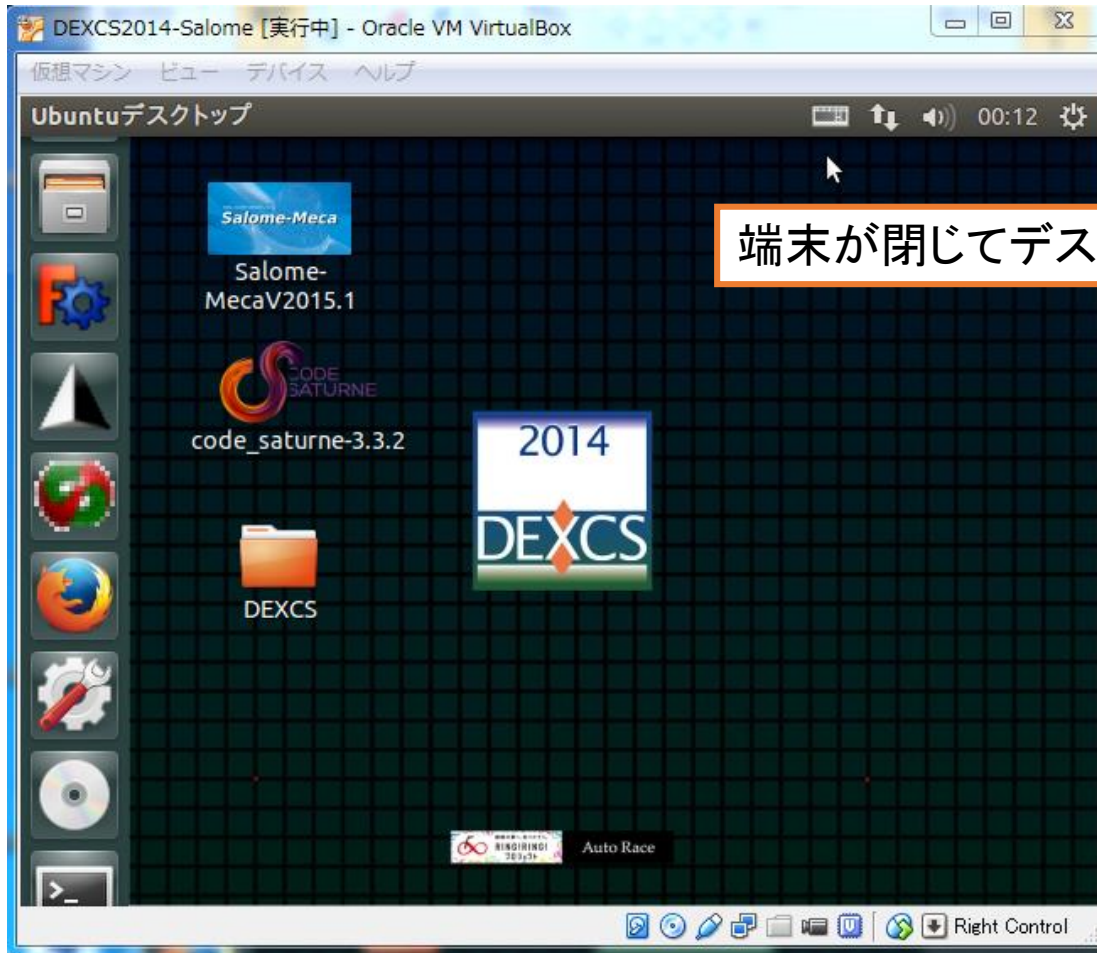 DEXCS2014-Salome [実行中] - Oracle VM VirtualBox
仮想マシン ビュー デバイス ヘルプ
Ubuntuデスクトップ
00:12
端末が閉じてデス
Salome-Meca
Salome-
MecaV2015.1
CODE
SATURNE
code_saturne-3.3.2
2014
DEXCS
DEXCS
RINGIRING!
Auto Race
>_
Right Control